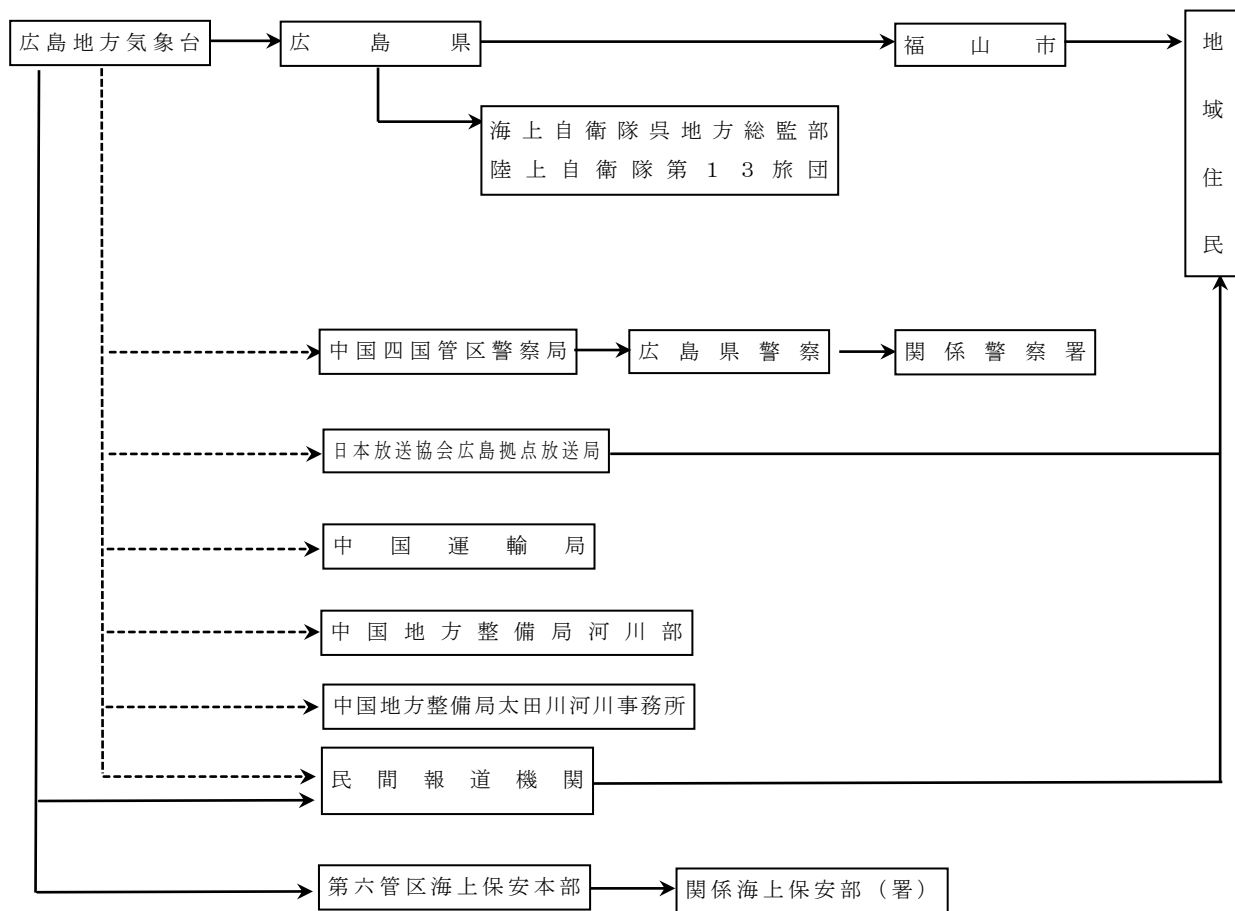 広島地方気象台
広島県
福山市
地域住民
海上自衛隊呉地方総監部
陸上自衛隊第１３旅団
中国四国管区警察局
広島県警察
関係警察署
日本放送協会広島拠点放送局
中国運輸局
中国地方整備局河川部
中国地方整備局太田川河川事務所
民間報道機関
第六管区海上保安本部
関係海上保安部（署）